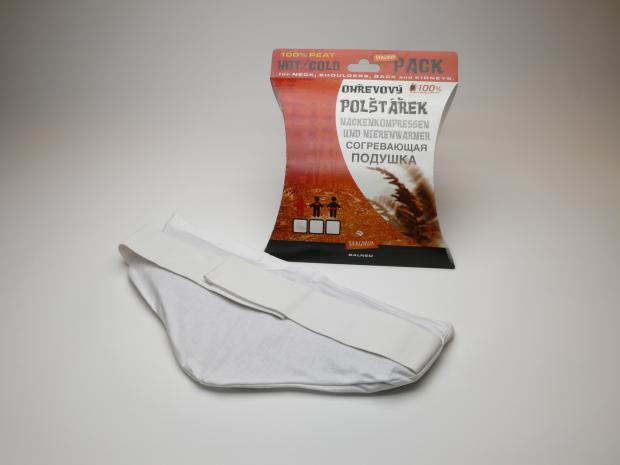 100% PEAT
HOT/COLD PACK
for NECK, SHOULDERS, BACK and KIDNEYS.
OHŘEVOVÝ
100%
POLŠTÁŘEK
NACKENKOMPRESSEN
UND NIERENWÄRMER
СОГРЕВАЮЩАЯ
ПОДУШКА